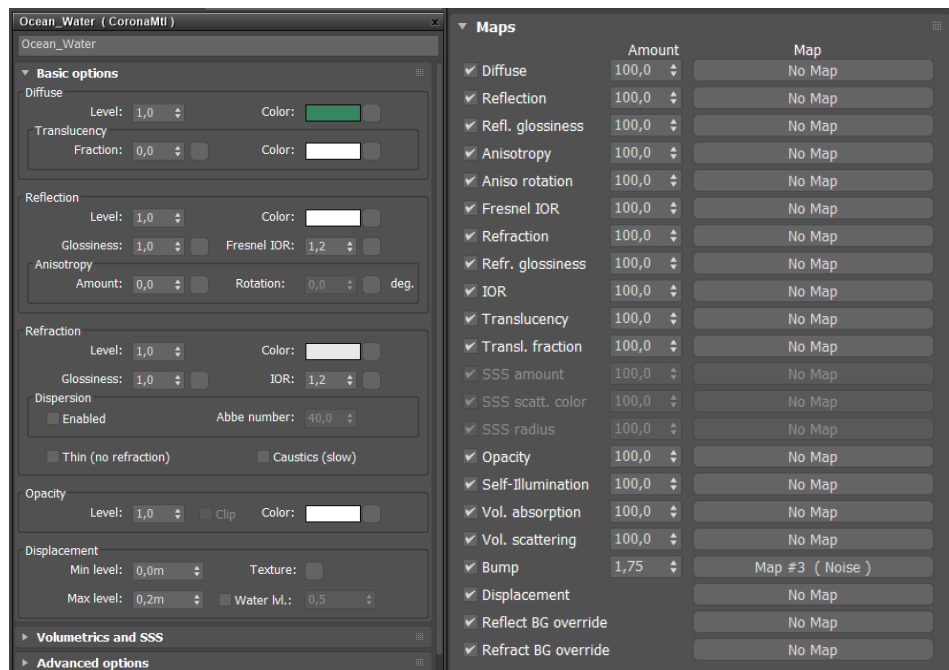 Ocean_Water ( CoronaMtl ) x
Ocean_Water
Basic options
Diffuse
Level: 1,0 Color:
Translucency
Fraction: 0,0 Color:
Reflection
Level: 1,0 Color:
Glossiness: 1,0 Fresnel IOR: 1,2
Anisotropy
Amount: 0,0 Rotation: 0,0 deg.
Refraction
Level: 1,0 Color:
Glossiness: 1,0 IOR: 1,2
Dispersion
Enabled Abbe number: 40,0
Thin (no refraction) Caustics (slow)
Opacity
Level: 1,0 Clip Color:
Displacement
Min level: 0,0m Texture:
Max level: 0,2m Water lvl.: 0,5
Volumetrics and SSS
Advanced options
Maps
Amount Map
Diffuse 100,0 No Map
Reflection 100,0 No Map
Refl. glossiness 100,0 No Map
Anisotropy 100,0 No Map
Aniso rotation 100,0 No Map
Fresnel IOR 100,0 No Map
Refraction 100,0 No Map
Refr. glossiness 100,0 No Map
IOR 100,0 No Map
Translucency 100,0 No Map
Transl. fraction 100,0 No Map
SSS amount 100,0 No Map
SSS scatt. color 100,0 No Map
SSS radius 100,0 No Map
Opacity 100,0 No Map
Self-Illumination 100,0 No Map
Vol. absorption 100,0 No Map
Vol. scattering 100,0 No Map
Bump 1,75 Map #3 ( Noise )
Displacement No Map
Reflect BG override No Map
Refract BG override No Map